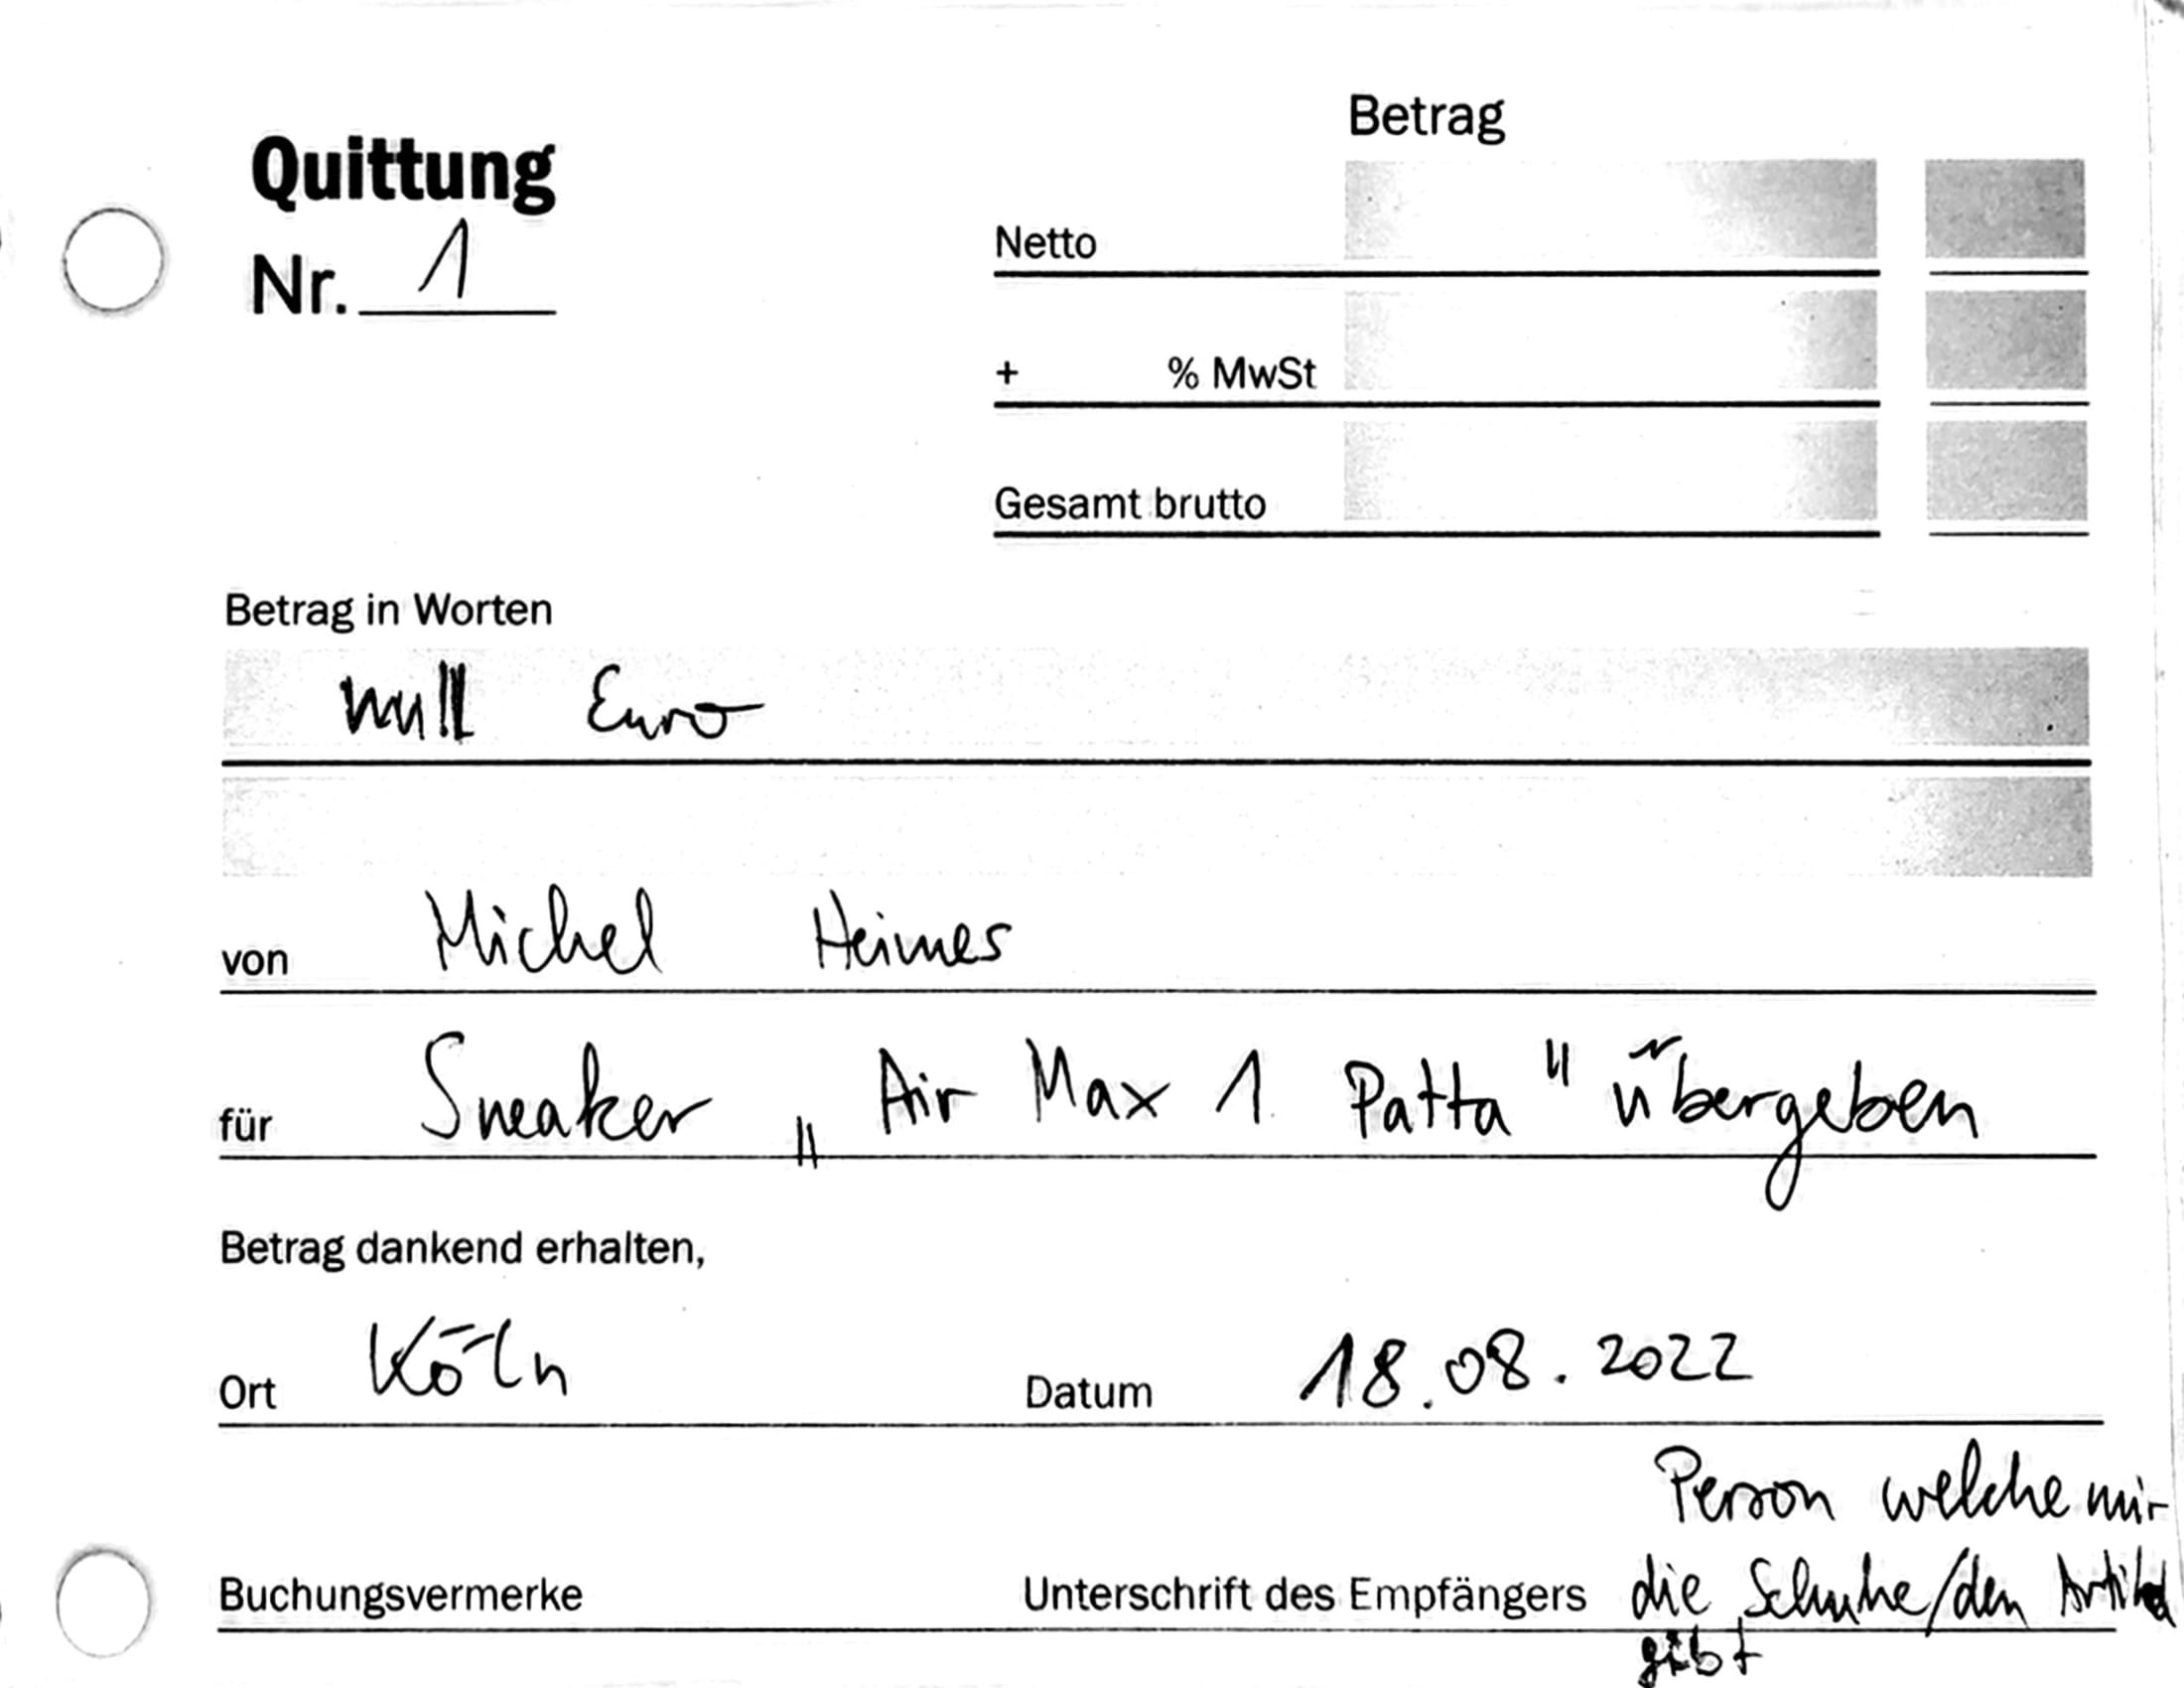 Betrag
Quittung
Nr. 1
Netto
+ % MwSt
Gesamt brutto
Betrag in Worten
null Euro
von Michel Heimes
für Sneaker „Air Max 1 Patta" übergeben
Betrag dankend erhalten,
Ort Köln Datum 18.08.2022
Person welche mir
Buchungsvermerke Unterschrift des Empfängers die Schuhe/den Artikel
gibt